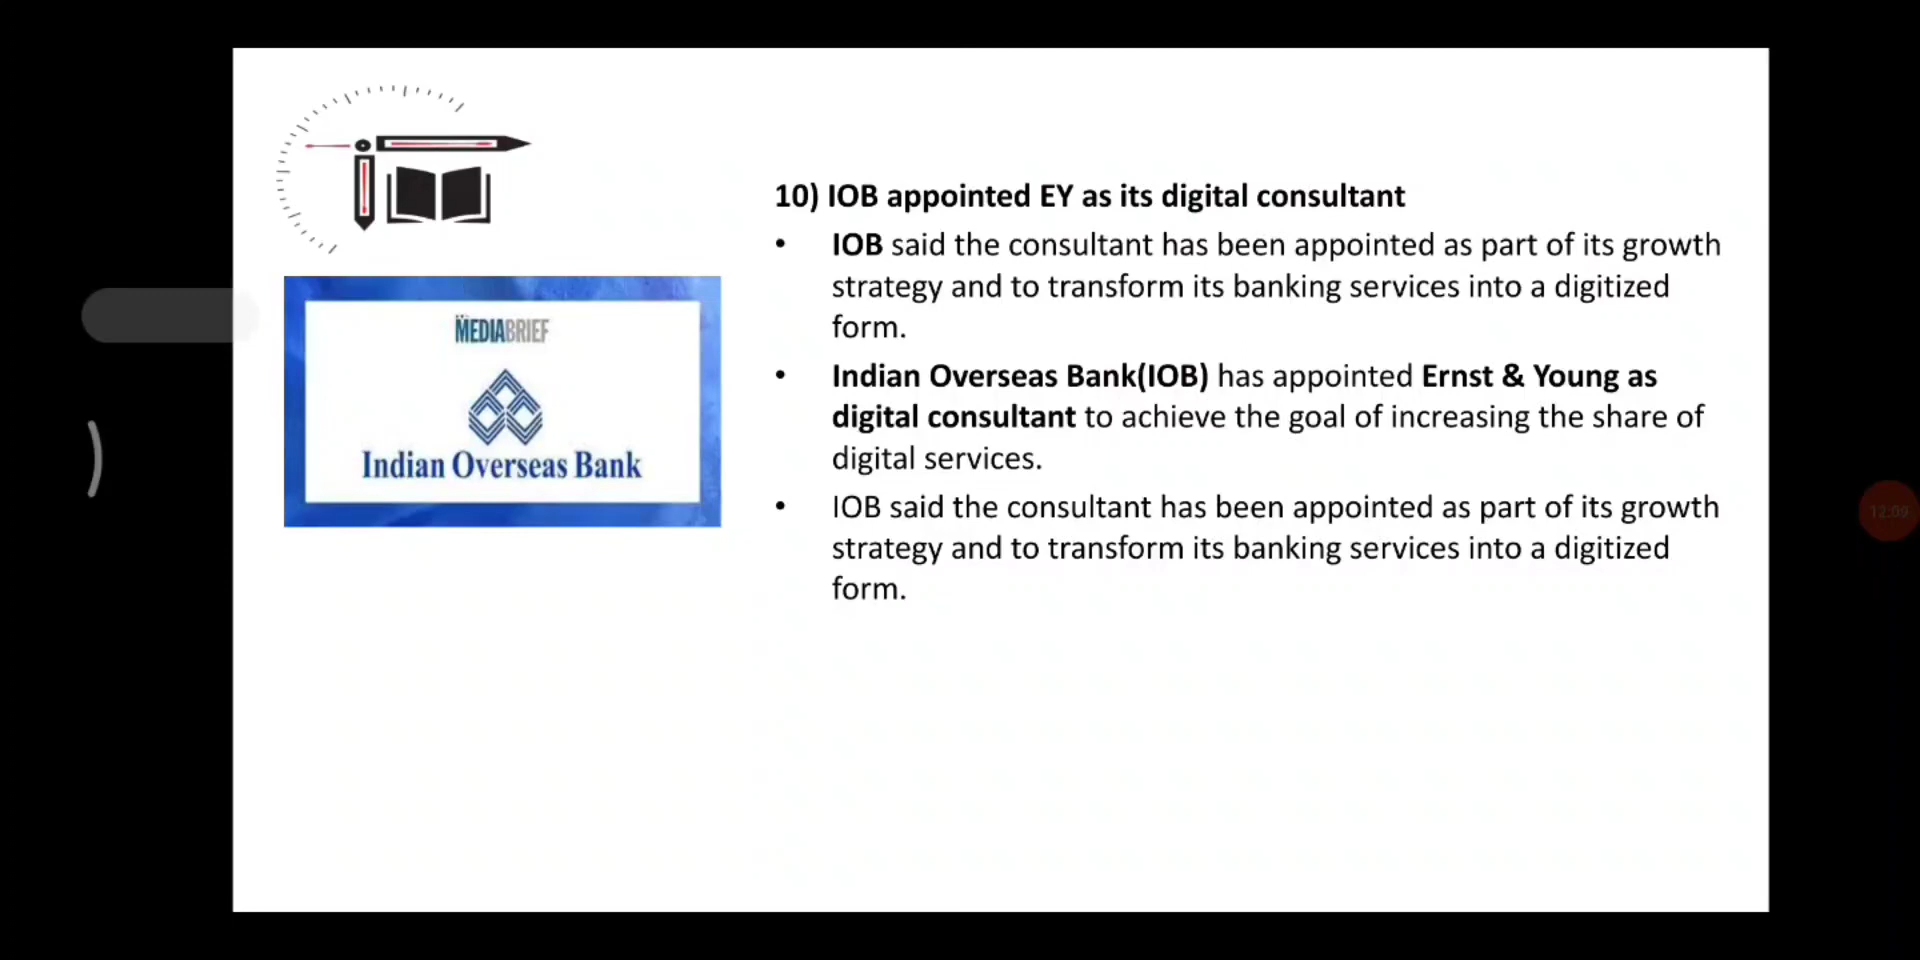 10) IOB appointed EY as its digital consultant
• IOB said the consultant has been appointed as part of its growth
strategy and to transform its banking services into a digitized
form.
• Indian Overseas Bank(IOB) has appointed Ernst & Young as
digital consultant to achieve the goal of increasing the share of
digital services.
• IOB said the consultant has been appointed as part of its growth
strategy and to transform its banking services into a digitized
form.
MEDIABRIEF
Indian Overseas Bank
12:09